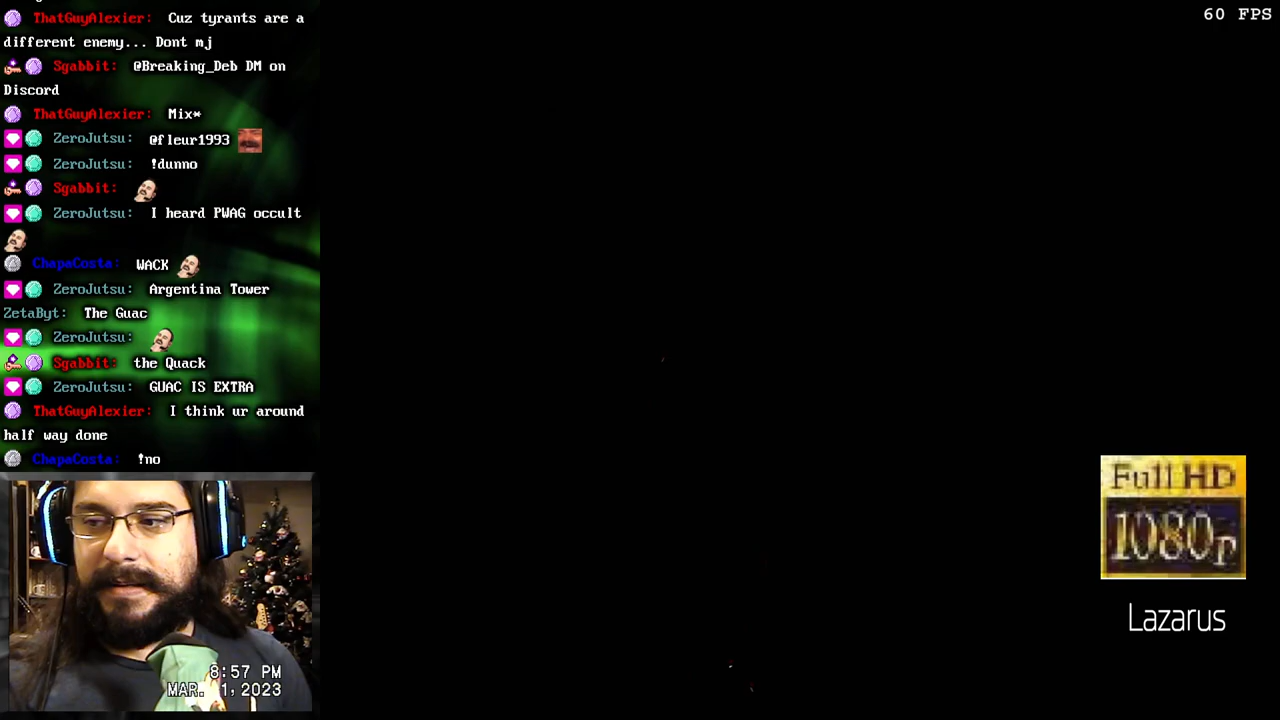 ThatGuyAlexier: Cuz tyrants are a
different enemy... Dont mj
Sgabbit: @Breaking_Deb DM on
Discord
ThatGuyAlexier: Mix*
ZeroJutsu: @fleur1993
ZeroJutsu: !dunno
Sgabbit:
ZeroJutsu: I heard PWAG occult
ChapaCosta: WACK
ZeroJutsu: Argentina Tower
ZetaByt: The Guac
ZeroJutsu:
Sgabbit: the Quack
ZeroJutsu: GUAC IS EXTRA
ThatGuyAlexier: I think ur around
half way done
ChapaCosta: !no
8:57 PM
MAR. 1,2023
60 FPS
Full HD
1080p
Lazarus